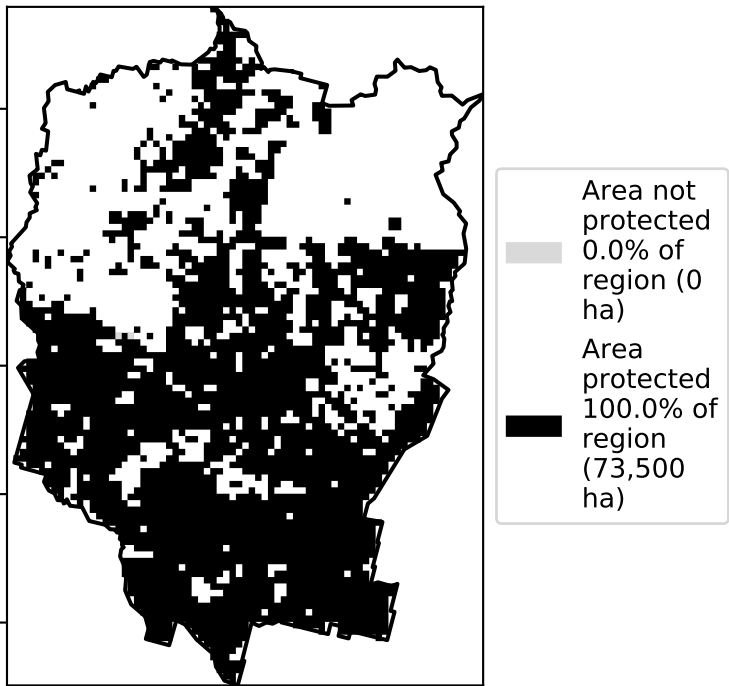 Area not
protected
0.0% of
region (0
ha)
Area
protected
100.0% of
region
(73,500
ha)